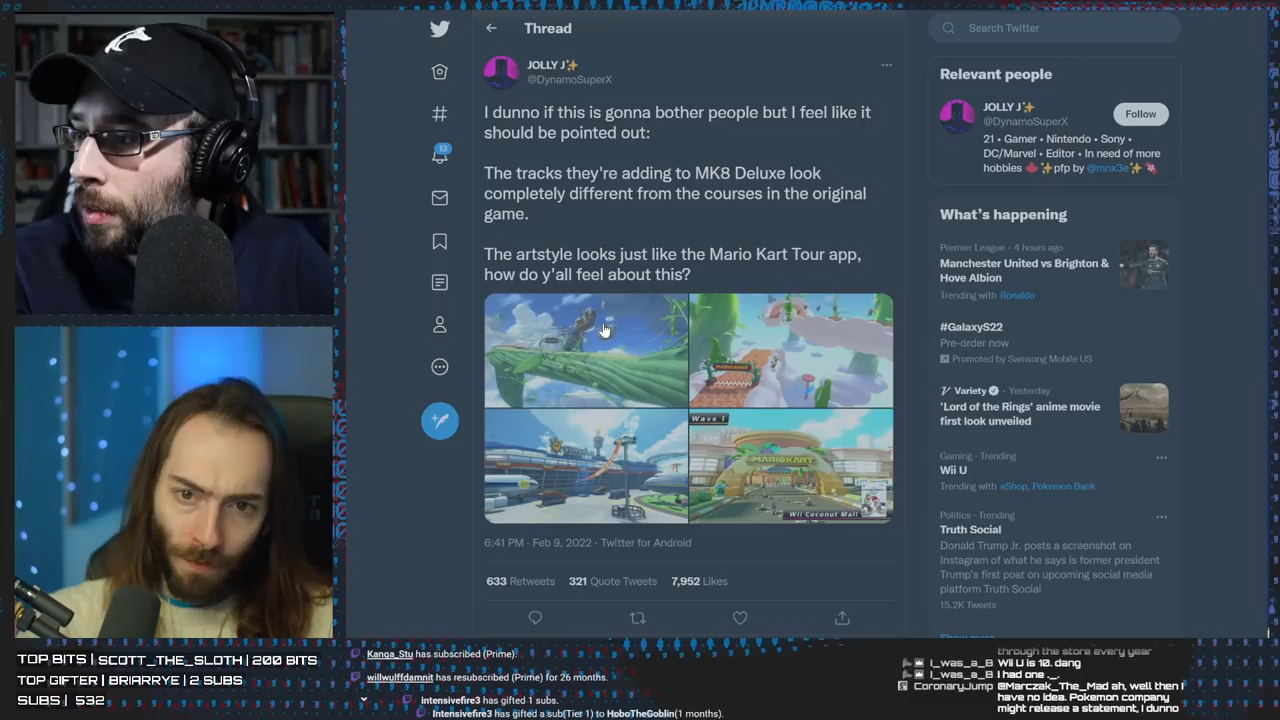 Thread
JOLLY J✨
@DynamoSuperX
I dunno if this is gonna bother people but I feel like it
should be pointed out:
The tracks they're adding to MK8 Deluxe look
completely different from the courses in the original
game.
The artstyle looks just like the Mario Kart Tour app,
how do y'all feel about this?
MARIO KART
Wave 1
MARIOKART
Wii Coconut Mall
6:41 PM · Feb 9, 2022 · Twitter for Android
633 Retweets 321 Quote Tweets 7,952 Likes
13
Search Twitter
Relevant people
JOLLY J✨
@DynamoSuperX
Follow
21 • Gamer • Nintendo • Sony •
DC/Marvel • Editor • In need of more
hobbies 🍁✨pfp by @mnx3e✨
What's happening
Premier League · 4 hours ago
Manchester United vs Brighton &
Hove Albion
Trending with Ronaldo
#GalaxyS22
Pre-order now
Promoted by Samsung Mobile US
Variety · Yesterday
'Lord of the Rings' anime movie
first look unveiled
Gaming · Trending
Wii U
Trending with eShop, Pokemon Bank
Politics · Trending
Truth Social
Donald Trump Jr. posts a screenshot on
Instagram of what he says is former president
Trump's first post on upcoming social media
platform Truth Social
15.2K Tweets
Show more
TOP BITS | SCOTT_THE_SLOTH | 200 BITS
TOP GIFTER | BRIARRYE | 2 SUBS
SUBS | 532
Kanga_Stu has subscribed (Prime).
willwulffdamnit has resubscribed (Prime) for 26 months.
intensivefire3 has gifted 1 subs.
Intensivefire3 has gifted a sub(Tier 1) to HoboTheGoblin(1 months).
through the store every year
I_was_a_B Wii U is 10. dang
I_was_a_B I had one ._.
CoronaryJump @Marczak_The_Mad ah, well then I
have no idea. Pokemon company
might release a statement, I dunno